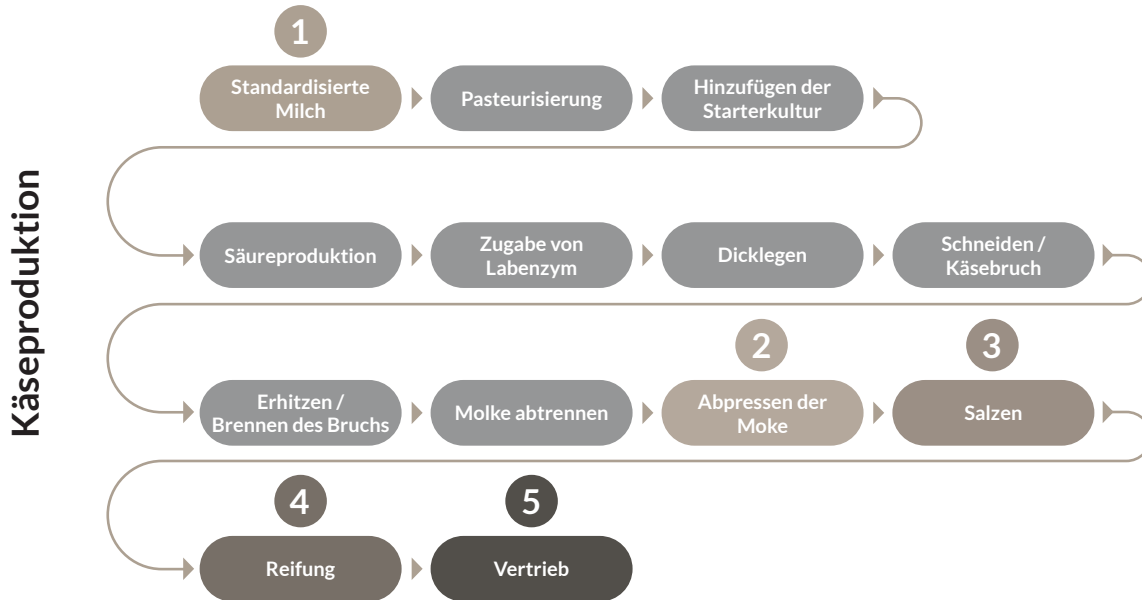 Käseproduktion
1
Standardisierte
Milch
Pasteurisierung
Hinzufügen der
Starterkultur
Säureproduktion
Zugabe von
Labenzym
Dicklegen
Schneiden /
Käsebruch
2
3
Erhitzen /
Brennen des Bruchs
Molke abtrennen
Abpressen der
Moke
Salzen
4
5
Reifung
Vertrieb